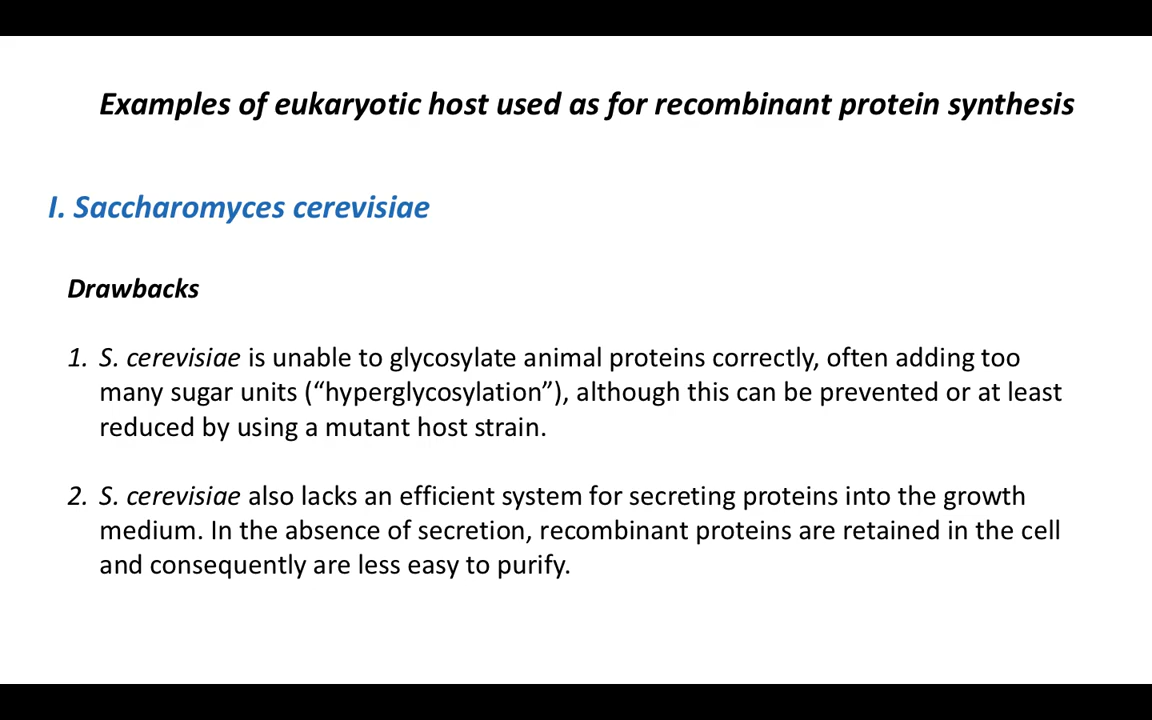 Examples of eukaryotic host used as for recombinant protein synthesis
I. Saccharomyces cerevisiae
Drawbacks
1. S. cerevisiae is unable to glycosylate animal proteins correctly, often adding too
many sugar units (“hyperglycosylation”), although this can be prevented or at least
reduced by using a mutant host strain.
2. S. cerevisiae also lacks an efficient system for secreting proteins into the growth
medium. In the absence of secretion, recombinant proteins are retained in the cell
and consequently are less easy to purify.